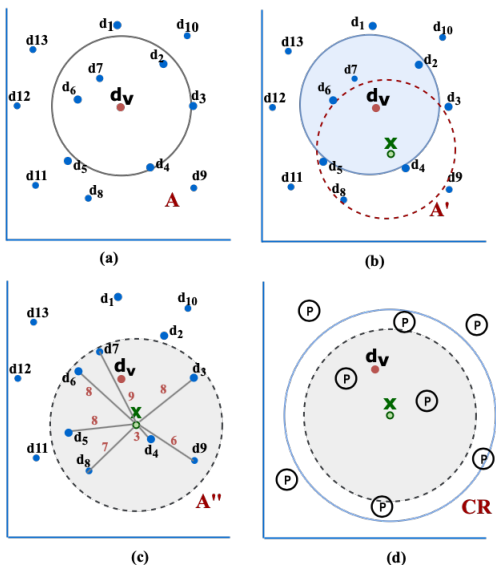 d1
d10
d13
d2
d7
d6
dv
d3
d12
d5
d4
d11
d8
d9
A
(a)
d1
d10
d13
d2
d7
d6
dv
d3
d12
X
d5
d4
d11
d8
d9
A'
(b)
d1
d10
d13
d2
d7
d6
dv
d3
d12
8
9
8
X
8
3
d5
d4
6
d11
7
d8
d9
A''
(c)
P
P
P
dv
P
X
P
P
P
P
CR
(d)